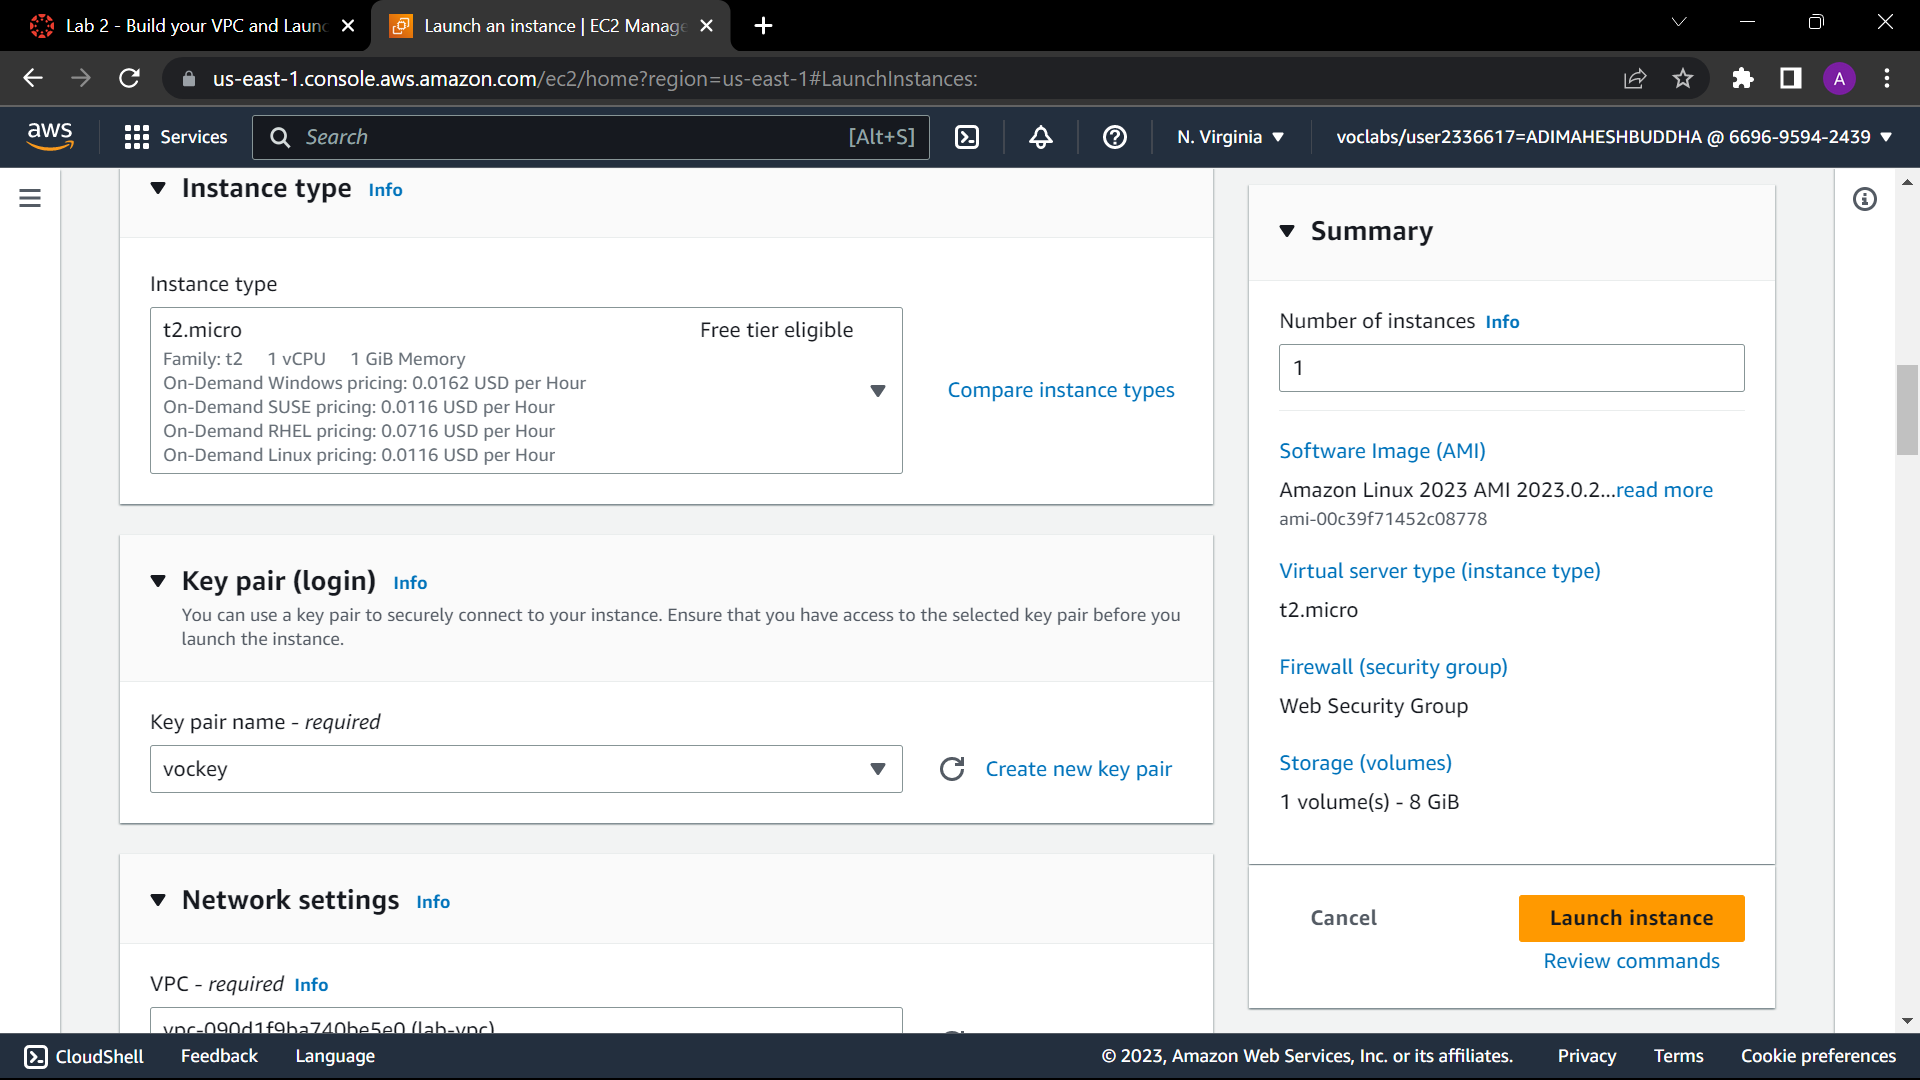 Lab 2 - Build your VPC and Laun
Launch an instance | EC2 Manage
us-east-1.console.aws.amazon.com/ec2/home?region=us-east-1#LaunchInstances:
A
aws
Services
Search
[Alt+S]
N. Virginia
voclabs/user2336617=ADIMAHESHBUDDHA @ 6696-9594-2439
Instance type Info
Instance type
t2.micro
Free tier eligible
Family: t2 1 vCPU 1 GiB Memory
On-Demand Windows pricing: 0.0162 USD per Hour
On-Demand SUSE pricing: 0.0116 USD per Hour
On-Demand RHEL pricing: 0.0716 USD per Hour
On-Demand Linux pricing: 0.0116 USD per Hour
Compare instance types
Key pair (login) Info
You can use a key pair to securely connect to your instance. Ensure that you have access to the selected key pair before you
launch the instance.
Key pair name - required
vockey
Create new key pair
Network settings Info
VPC - required Info
vpc-090d1f9ba740be5e0 (lab-vpc)
Summary
Number of instances Info
1
Software Image (AMI)
Amazon Linux 2023 AMI 2023.0.2...read more
ami-00c39f71452c08778
Virtual server type (instance type)
t2.micro
Firewall (security group)
Web Security Group
Storage (volumes)
1 volume(s) - 8 GiB
Cancel
Launch instance
Review commands
CloudShell
Feedback
Language
© 2023, Amazon Web Services, Inc. or its affiliates.
Privacy
Terms
Cookie preferences